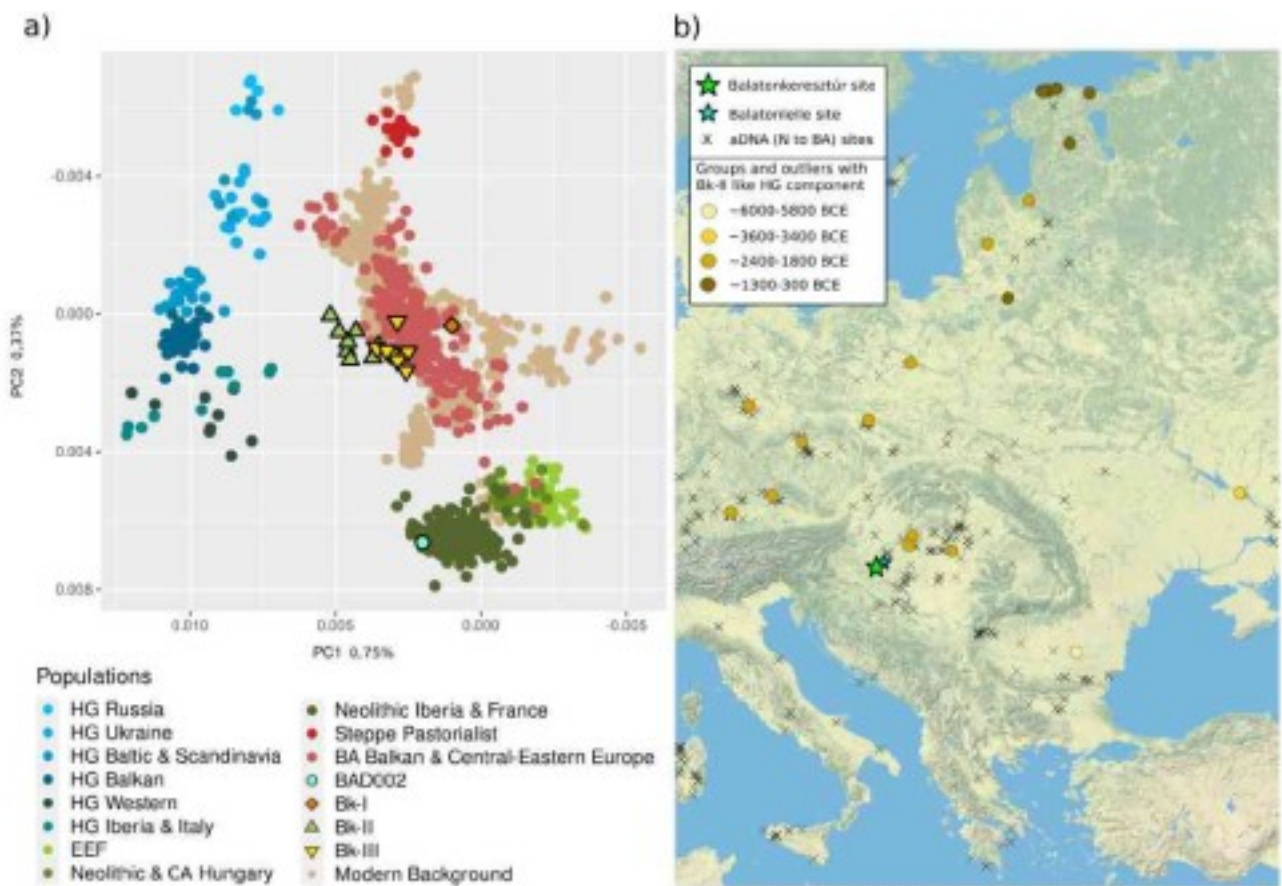 a)
b)
-0.004
0.000
0.004
0.008
PC2 0,37%
0.010
0.005
0.000
-0.005
PC1 0,75%
Populations
HG Russia
HG Ukraine
HG Baltic & Scandinavia
HG Balkan
HG Western
HG Iberia & Italy
EEF
Neolithic & CA Hungary
Neolithic Iberia & France
Steppe Pastorialist
BA Balkan & Central-Eastern Europe
BAD002
Bk-I
Bk-II
Bk-III
Modern Background
Balatonkeresztúr site
Balatonlelle site
aDNA (N to BA) sites
Groups and outliers with
Bk-II like HG component
~6000-5800 BCE
~3600-3400 BCE
~2400-1800 BCE
~1300-300 BCE